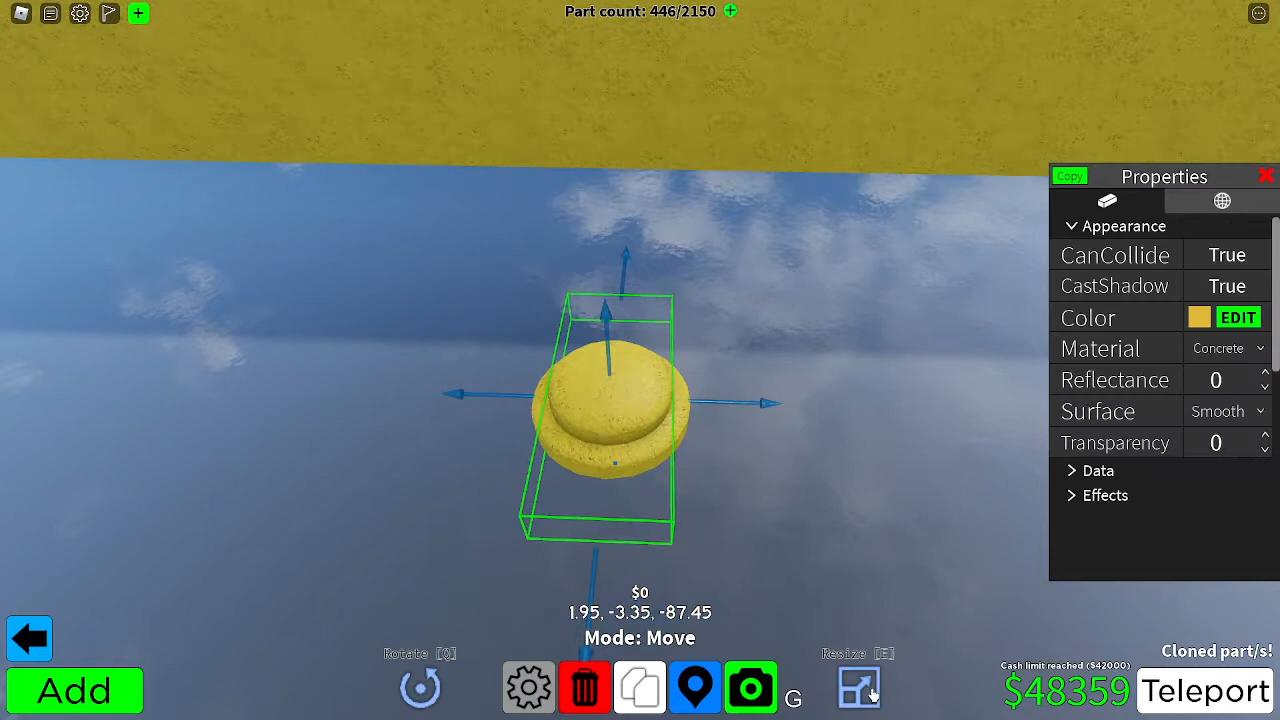 Part count: 446/2150
Copy
Properties
Appearance
CanCollide True
CastShadow True
Color EDIT
Material Concrete
Reflectance 0
Surface Smooth
Transparency 0
Data
Effects
$0
1.95, -3.35, -87.45
Mode: Move
Rotate [Q]
Resize [E]
Cloned part/s!
Cash limit reached ($42000)
Add
G
$48359
Teleport